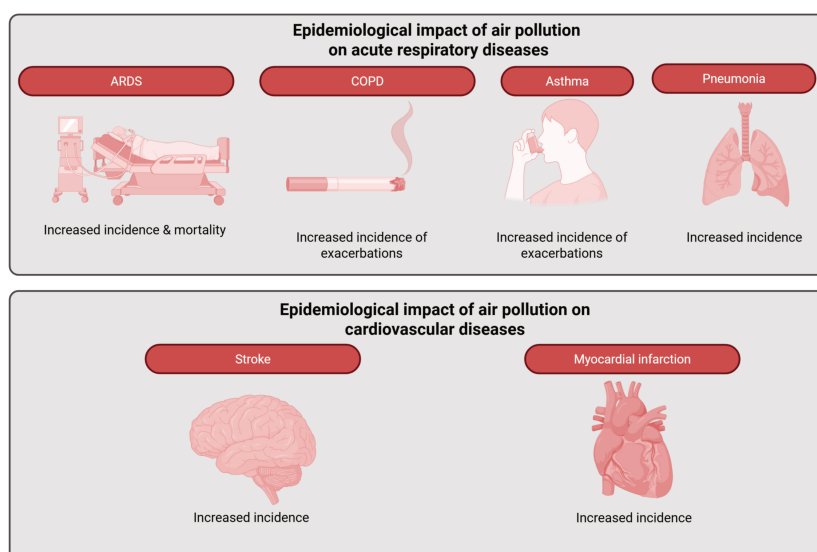 Epidemiological impact of air pollution
on acute respiratory diseases
ARDS
COPD
Asthma
Pneumonia
Increased incidence & mortality
Increased incidence of
exacerbations
Increased incidence of
exacerbations
Increased incidence
Epidemiological impact of air pollution on
cardiovascular diseases
Stroke
Myocardial infarction
Increased incidence
Increased incidence